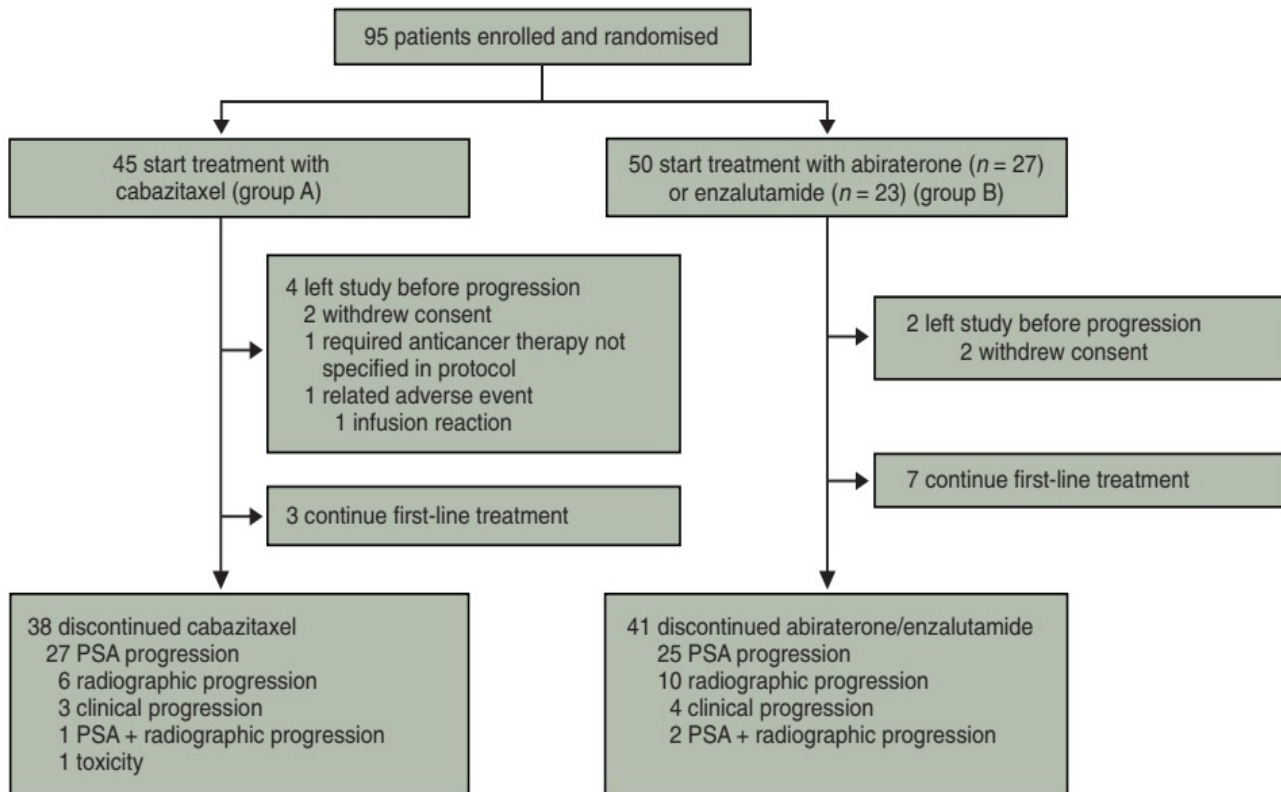 95 patients enrolled and randomised
45 start treatment with
cabazitaxel (group A)
50 start treatment with abiraterone (n = 27)
or enzalutamide (n = 23) (group B)
4 left study before progression
2 withdrew consent
1 required anticancer therapy not
specified in protocol
1 related adverse event
1 infusion reaction
2 left study before progression
2 withdrew consent
7 continue first-line treatment
3 continue first-line treatment
38 discontinued cabazitaxel
27 PSA progression
6 radiographic progression
3 clinical progression
1 PSA + radiographic progression
1 toxicity
41 discontinued abiraterone/enzalutamide
25 PSA progression
10 radiographic progression
4 clinical progression
2 PSA + radiographic progression